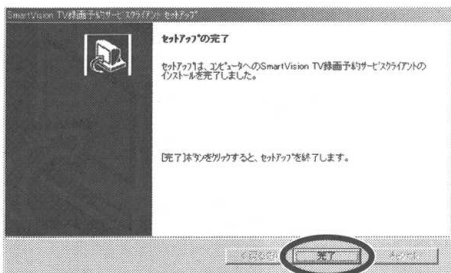 SmartVision TV録画予約サービスクライアント セットアップ
セットアップの完了
セットアップは、コンピュータへのSmartVision TV録画予約サービスクライアントの
インストールを完了しました。
[完了]ボタンをクリックすると、セットアップを終了します。
< 戻る(B)
完了
キャンセル